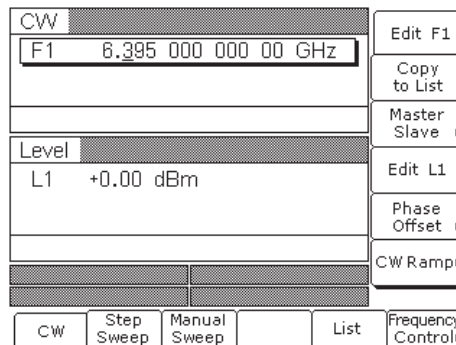 CW
F1 6.395 000 000 00 GHz
Level
L1 +0.00 dBm
Edit F1
Copy
to List
Master
Slave
Edit L1
Phase
Offset
CW Ramp
CW
Step
Sweep
Manual
Sweep
List
Frequency
Control